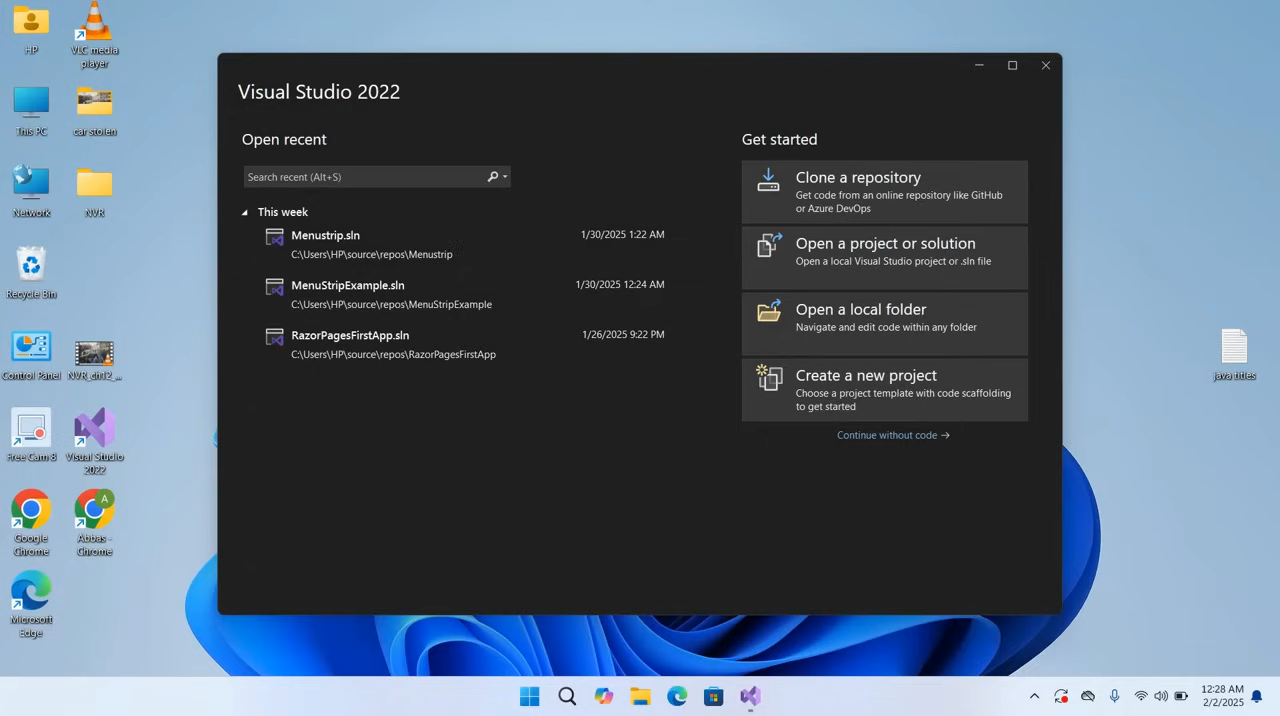 HP
VLC media
player
This PC
car stolen
Network
NVR
Recycle Bin
Control Panel
NVR_ch12_...
Free Cam 8
Visual Studio
2022
Google
Chrome
Abbas -
Chrome
Microsoft
Edge
Visual Studio 2022
Open recent
Search recent (Alt+S)
This week
Menustrip.sln
1/30/2025 1:22 AM
C:\Users\HP\source\repos\Menustrip
MenuStripExample.sln
1/30/2025 12:24 AM
C:\Users\HP\source\repos\MenuStripExample
RazorPagesFirstApp.sln
1/26/2025 9:22 PM
C:\Users\HP\source\repos\RazorPagesFirstApp
Get started
Clone a repository
Get code from an online repository like GitHub
or Azure DevOps
Open a project or solution
Open a local Visual Studio project or .sln file
Open a local folder
Navigate and edit code within any folder
Create a new project
Choose a project template with code scaffolding
to get started
Continue without code →
java titles
A
12:28 AM
2/2/2025